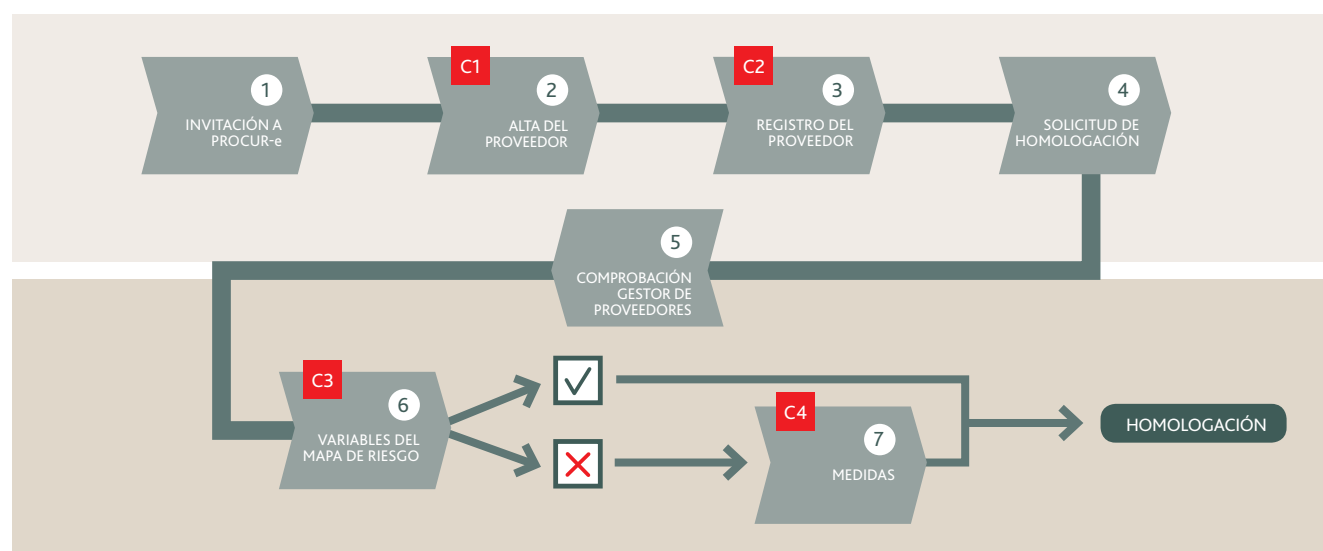 1
INVITACIÓN A
PROCUR-e
C1
2
ALTA DEL
PROVEEDOR
C2
3
REGISTRO DEL
PROVEEDOR
4
SOLICITUD DE
HOMOLOGACIÓN
5
COMPROBACIÓN
GESTOR DE
PROVEEDORES
C3
6
VARIABLES DEL
MAPA DE RIESGO
C4
7
MEDIDAS
HOMOLOGACIÓN